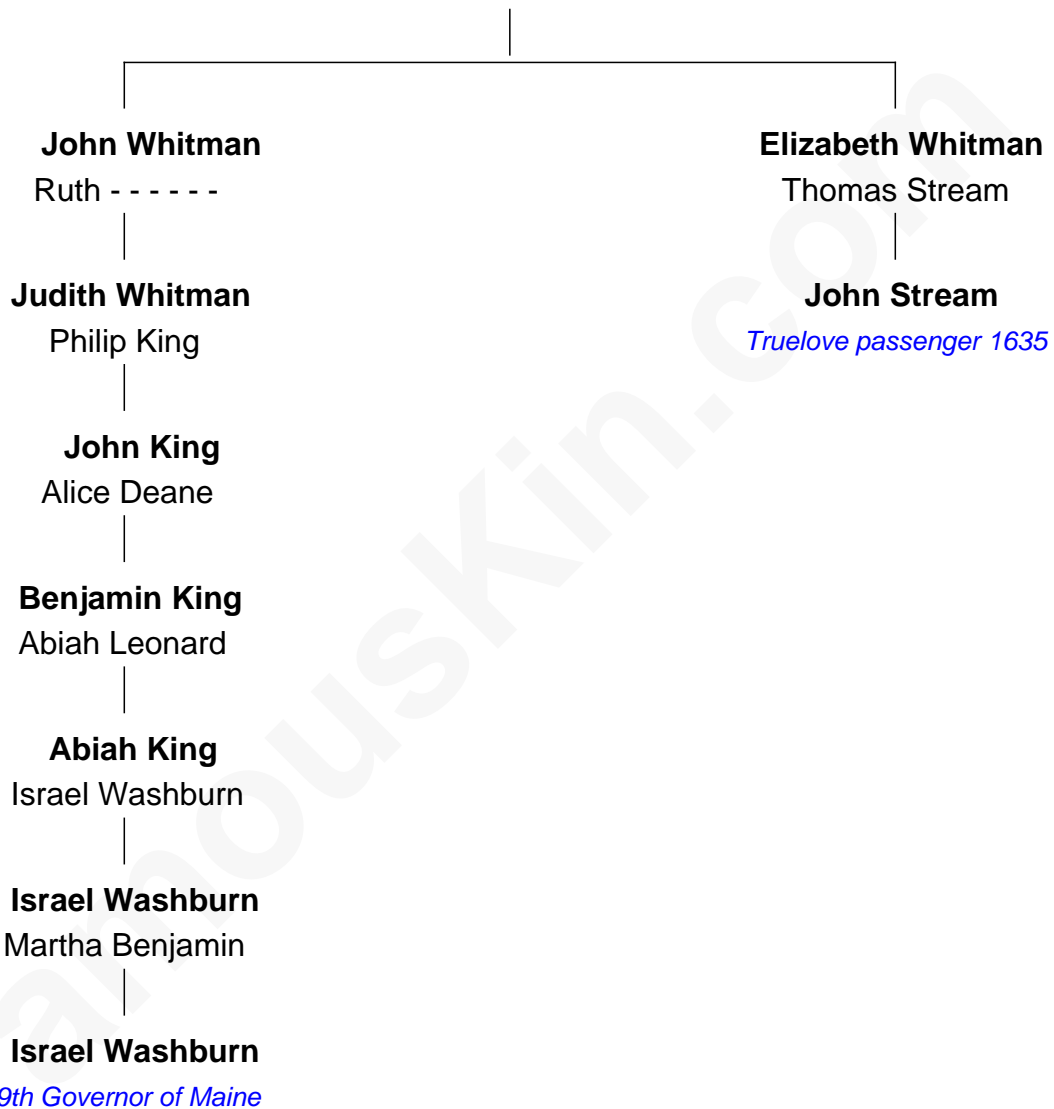 John Whitman
Ruth - - - - - -
Elizabeth Whitman
Thomas Stream
Judith Whitman
Philip King
John Stream
Truelove passenger 1635
John King
Alice Deane
Benjamin King
Abiah Leonard
Abiah King
Israel Washburn
Israel Washburn
Martha Benjamin
Israel Washburn
9th Governor of Maine
amouskin.com